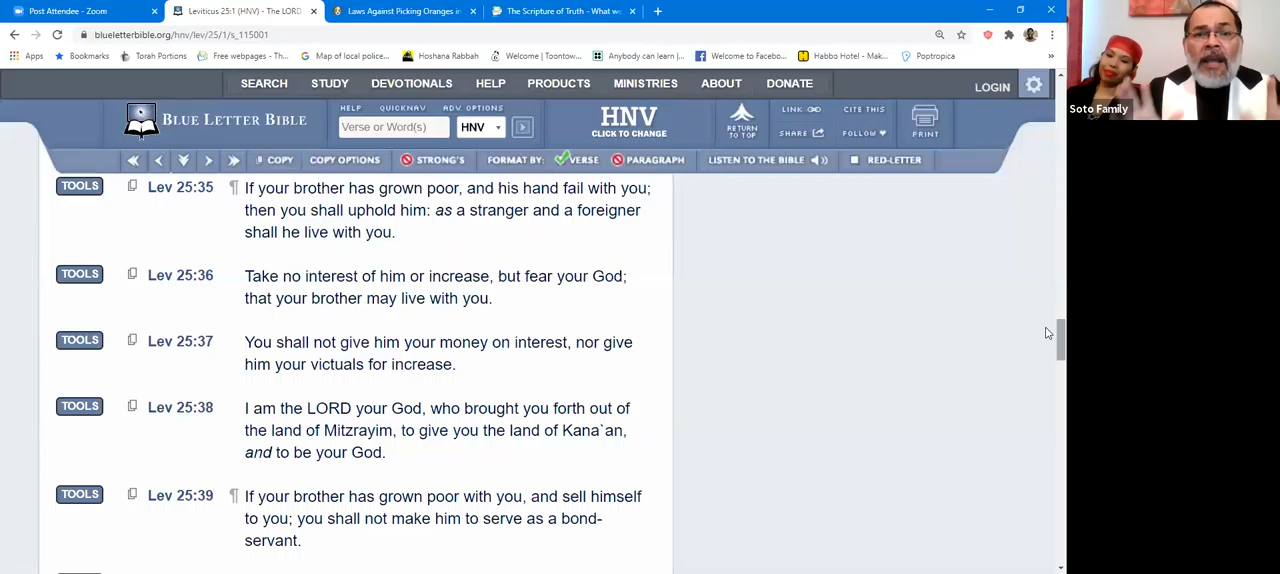 Post Attendee - Zoom
Leviticus 25:1 (HNV) - The LORD
Laws Against Picking Oranges in
The Scripture of Truth - What w
blueletterbible.org/hnv/lev/25/1/s_115001
Apps
Bookmarks
Torah Portions
Free webpages - Th...
Map of local police...
Hoshana Rabbah
Welcome | Toontow...
Anybody can learn |...
Welcome to Faceboo...
Habbo Hotel - Mak...
Poptropica
SEARCH STUDY DEVOTIONALS HELP PRODUCTS MINISTRIES ABOUT DONATE
LOGIN
BLUE LETTER BIBLE
HELP QUICKNAV ADV. OPTIONS
Verse or Word(s)
HNV
HNV
CLICK TO CHANGE
RETURN
TO TOP
LINK
CITE THIS
SHARE
FOLLOW
PRINT
COPY COPY OPTIONS STRONG'S FORMAT BY: VERSE PARAGRAPH LISTEN TO THE BIBLE RED-LETTER
Soto Family
TOOLS Lev 25:35 ¶ If your brother has grown poor, and his hand fail with you;
then you shall uphold him: as a stranger and a foreigner
shall he live with you.
TOOLS Lev 25:36 Take no interest of him or increase, but fear your God;
that your brother may live with you.
TOOLS Lev 25:37 You shall not give him your money on interest, nor give
him your victuals for increase.
TOOLS Lev 25:38 I am the LORD your God, who brought you forth out of
the land of Mitzrayim, to give you the land of Kana`an,
and to be your God.
TOOLS Lev 25:39 ¶ If your brother has grown poor with you, and sell himself
to you; you shall not make him to serve as a bond-
servant.